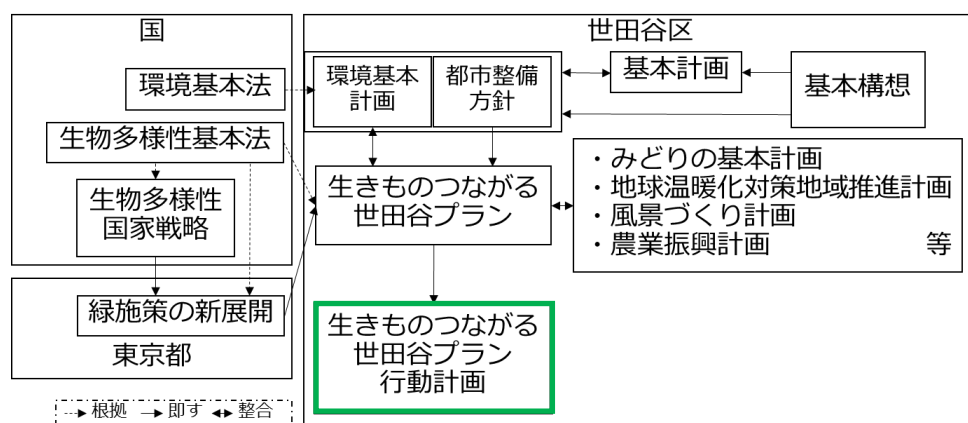 国
環境基本法
生物多様性基本法
生物多様性
国家戦略
緑施策の新展開
東京都
世田谷区
環境基本
計画
都市整備
方針
基本計画
基本構想
生きものつながる
世田谷プラン
・みどりの基本計画
・地球温暖化対策地域推進計画
・風景づくり計画
・農業振興計画 等
生きものつながる
世田谷プラン
行動計画
根拠 即す 整合